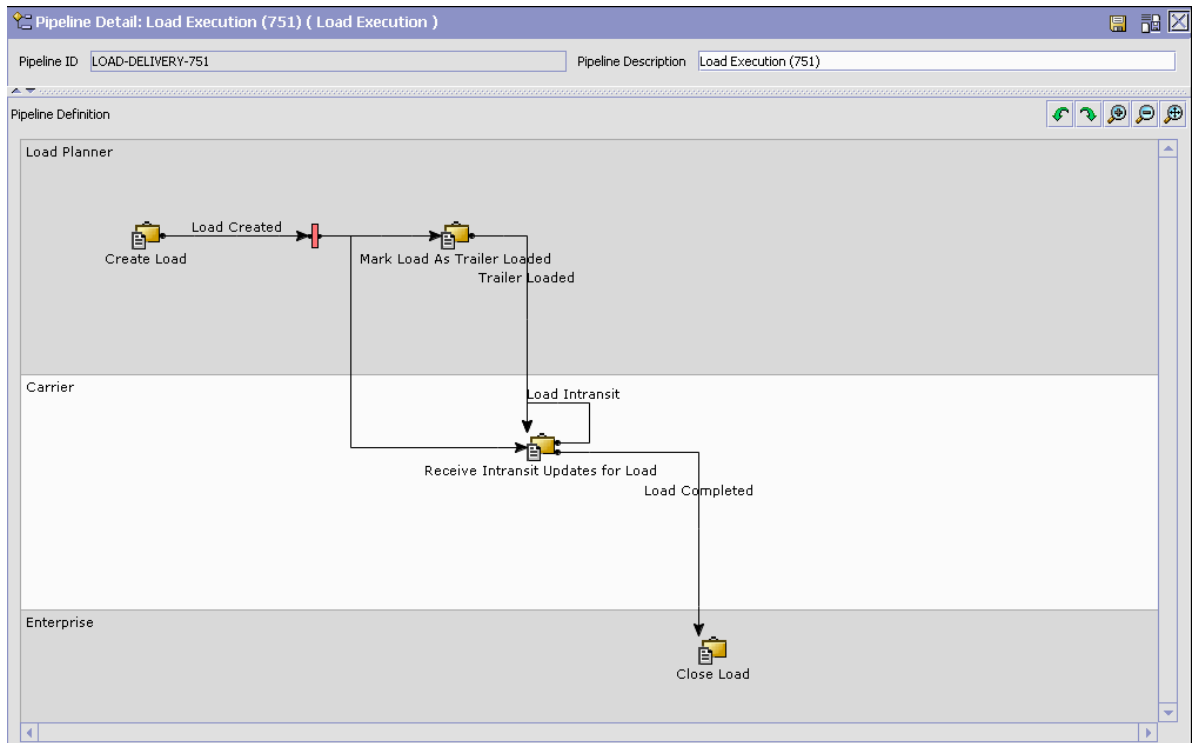 Pipeline Detail: Load Execution (751) ( Load Execution )
Pipeline ID LOAD-DELIVERY-751 Pipeline Description Load Execution (751)
Pipeline Definition
Load Planner
Load Created
Create Load
Mark Load As Trailer Loaded
Trailer Loaded
Carrier
Load Intransit
Receive Intransit Updates for Load
Load Completed
Enterprise
Close Load